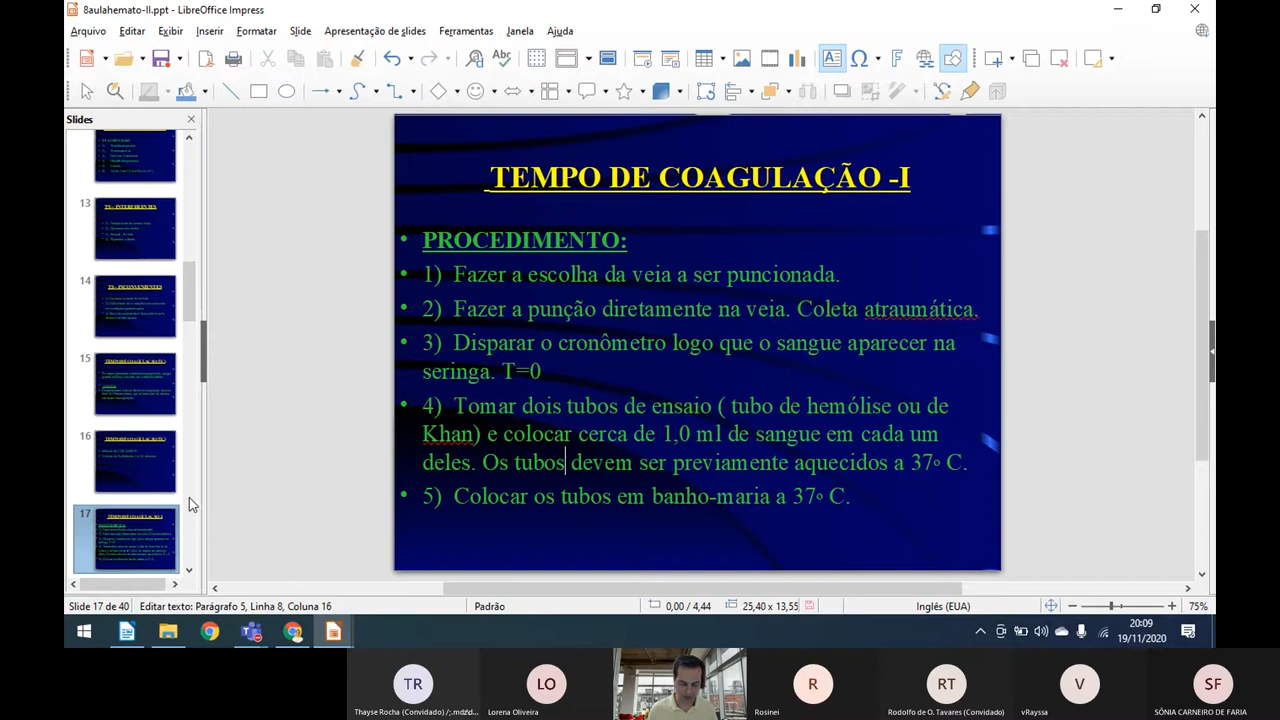 8aulahemato-II.ppt - LibreOffice Impress
Arquivo Editar Exibir Inserir Formatar Slide Apresentação de slides Ferramentas Janela Ajuda
Slides
13
14
15
16
17
TEMPO DE COAGULAÇÃO -I
PROCEDIMENTO:
1) Fazer a escolha da veia a ser puncionada.
2) Fazer a punção diretamente na veia. Coleta atraumática.
3) Disparar o cronômetro logo que o sangue aparecer na
seringa. T=0
4) Tomar dois tubos de ensaio ( tubo de hemólise ou de
Khan) e colocar cerca de 1,0 ml de sangue em cada um
deles. Os tubos devem ser previamente aquecidos a 37º C.
5) Colocar os tubos em banho-maria a 37º C.
Slide 17 de 40 Editar texto: Parágrafo 5, Linha 8, Coluna 16 Padrão 0,00 / 4,44 25,40 x 13,55 Inglês (EUA) 75%
20:09
19/11/2020
TR LO R RT V SF
Thayse Rocha (Convidado) Lorena Oliveira Rosinei Rodolfo de O. Tavares (Convidado) vRayssa SÔNIA CARNEIRO DE FARIA